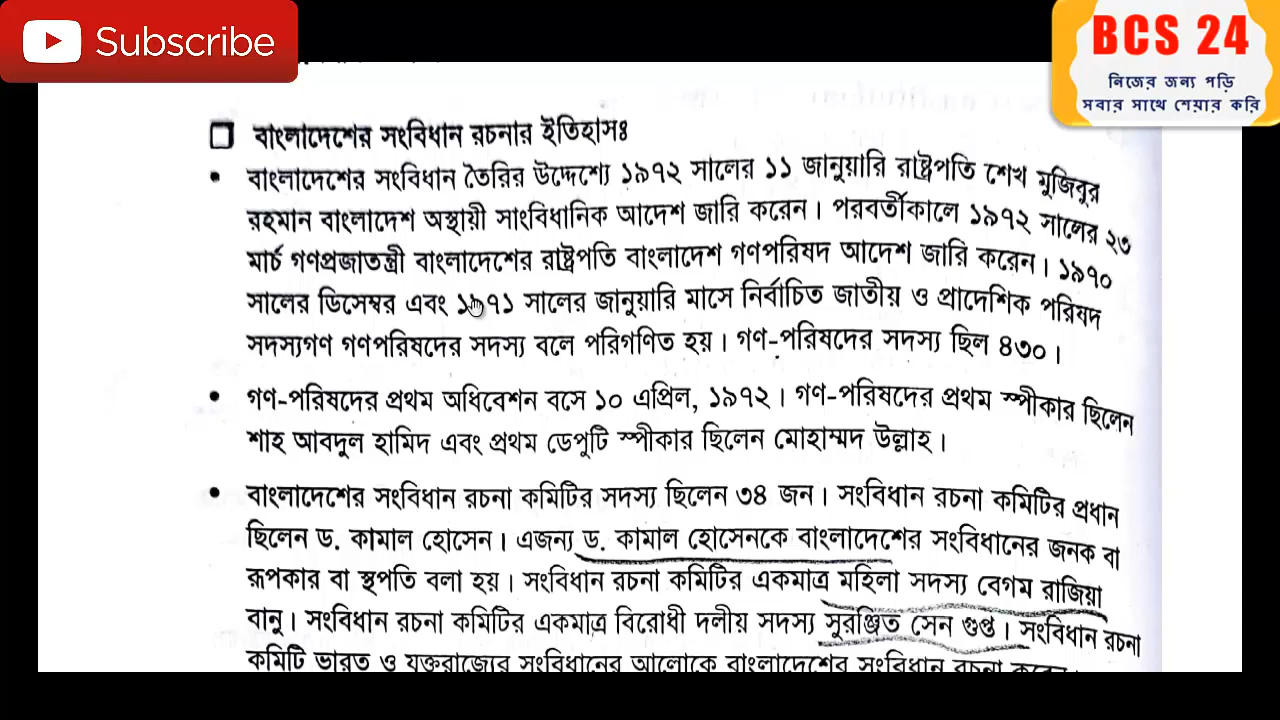 Subscribe
BCS 24
নিজের জন্য পড়ি
সবার সাথে শেয়ার করি
বাংলাদেশের সংবিধান রচনার ইতিহাসঃ
• বাংলাদেশের সংবিধান তৈরির উদ্দেশ্যে ১৯৭২ সালের ১১ জানুয়ারি রাষ্ট্রপতি শেখ মুজিবুর
রহমান বাংলাদেশ অস্থায়ী সাংবিধানিক আদেশ জারি করেন। পরবর্তীকালে ১৯৭২ সালের ২৩
মার্চ গণপ্রজাতন্ত্রী বাংলাদেশের রাষ্ট্রপতি বাংলাদেশ গণপরিষদ আদেশ জারি করেন। ১৯৭০
সালের ডিসেম্বর এবং ১৯৭১ সালের জানুয়ারি মাসে নির্বাচিত জাতীয় ও প্রাদেশিক পরিষদ
সদস্যগণ গণপরিষদের সদস্য বলে পরিগণিত হয়। গণ-পরিষদের সদস্য ছিল ৪৩০।
• গণ-পরিষদের প্রথম অধিবেশন বসে ১০ এপ্রিল, ১৯৭২। গণ-পরিষদের প্রথম স্পীকার ছিলেন
শাহ আবদুল হামিদ এবং প্রথম ডেপুটি স্পীকার ছিলেন মোহাম্মদ উল্লাহ।
• বাংলাদেশের সংবিধান রচনা কমিটির সদস্য ছিলেন ৩৪ জন। সংবিধান রচনা কমিটির প্রধান
ছিলেন ড. কামাল হোসেন। এজন্য ড. কামাল হোসেনকে বাংলাদেশের সংবিধানের জনক বা
রূপকার বা স্থপতি বলা হয়। সংবিধান রচনা কমিটির একমাত্র মহিলা সদস্য বেগম রাজিয়া
বানু। সংবিধান রচনা কমিটির একমাত্র বিরোধী দলীয় সদস্য সুরঞ্জিত সেন গুপ্ত। সংবিধান রচনা
কমিটি ভারত ও যুক্তরাজ্যের সংবিধানের আলোকে বাংলাদেশের সংবিধান রচনা করেন।